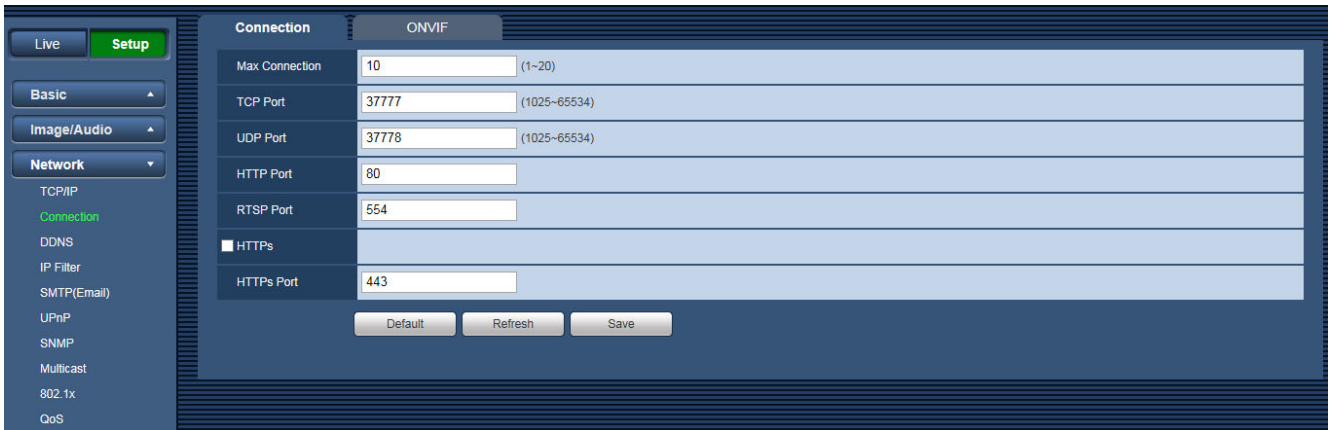 Live Setup
Basic
Image/Audio
Network
TCP/IP
Connection
DDNS
IP Filter
SMTP(Email)
UPnP
SNMP
Multicast
802.1x
QoS
Connection ONVIF
Max Connection 10 (1~20)
TCP Port 37777 (1025~65534)
UDP Port 37778 (1025~65534)
HTTP Port 80
RTSP Port 554
HTTPs
HTTPs Port 443
Default Refresh Save